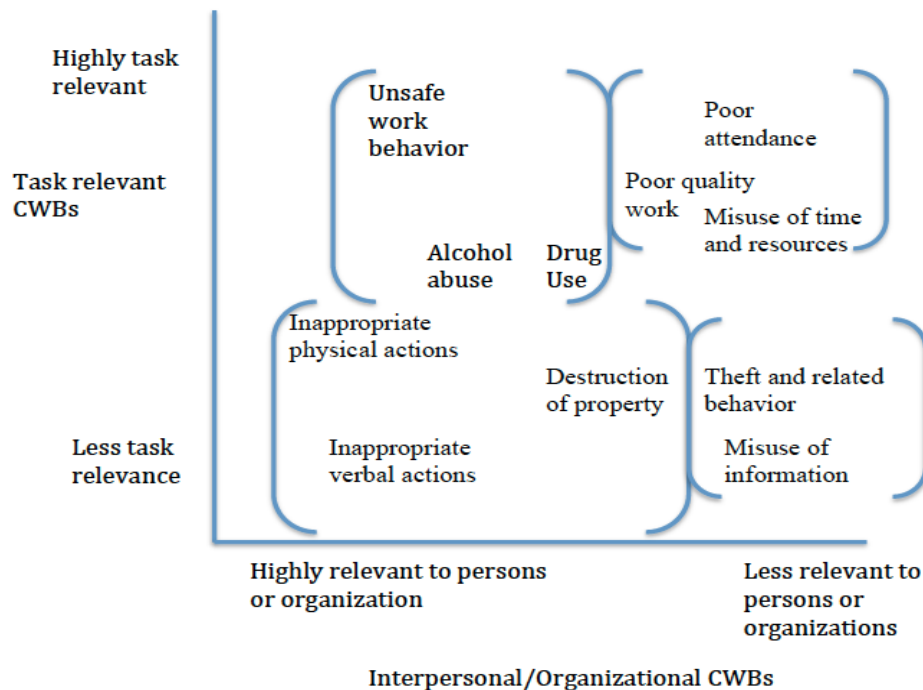 Highly task
relevant
Unsafe
work
behavior
Poor
attendance
Task relevant
CWBs
Poor quality
work
Misuse of time
and resources
Alcohol
abuse
Drug
Use
Inappropriate
physical actions
Destruction
of property
Theft and related
behavior
Less task
relevance
Inappropriate
verbal actions
Misuse of
information
Highly relevant to persons
or organization
Less relevant to
persons or
organizations
Interpersonal/Organizational CWBs